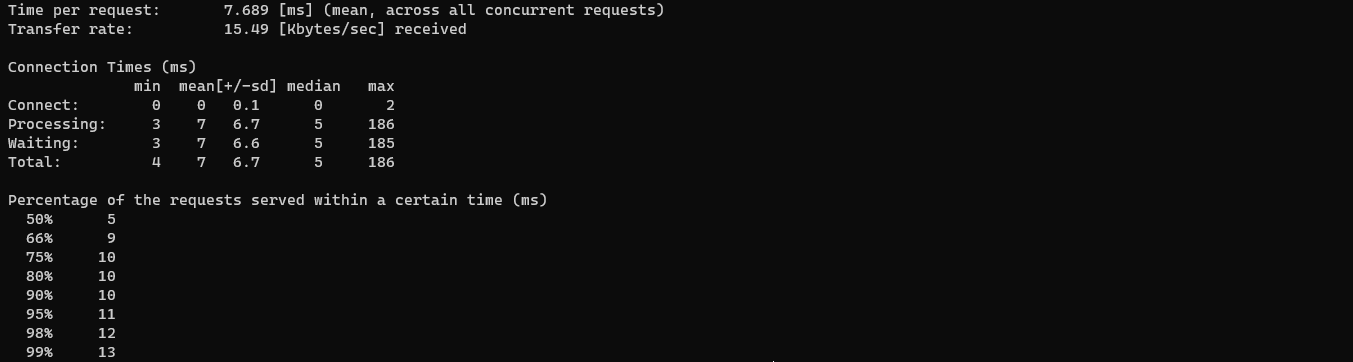 Time per request:       7.689 [ms] (mean, across all concurrent requests)
Transfer rate:          15.49 [Kbytes/sec] received

Connection Times (ms)
              min  mean[+/-sd] median   max
Connect:        0    0   0.1      0       2
Processing:     3    7   6.7      5     186
Waiting:        3    7   6.6      5     185
Total:          4    7   6.7      5     186

Percentage of the requests served within a certain time (ms)
  50%      5
  66%      9
  75%     10
  80%     10
  90%     10
  95%     11
  98%     12
  99%     13